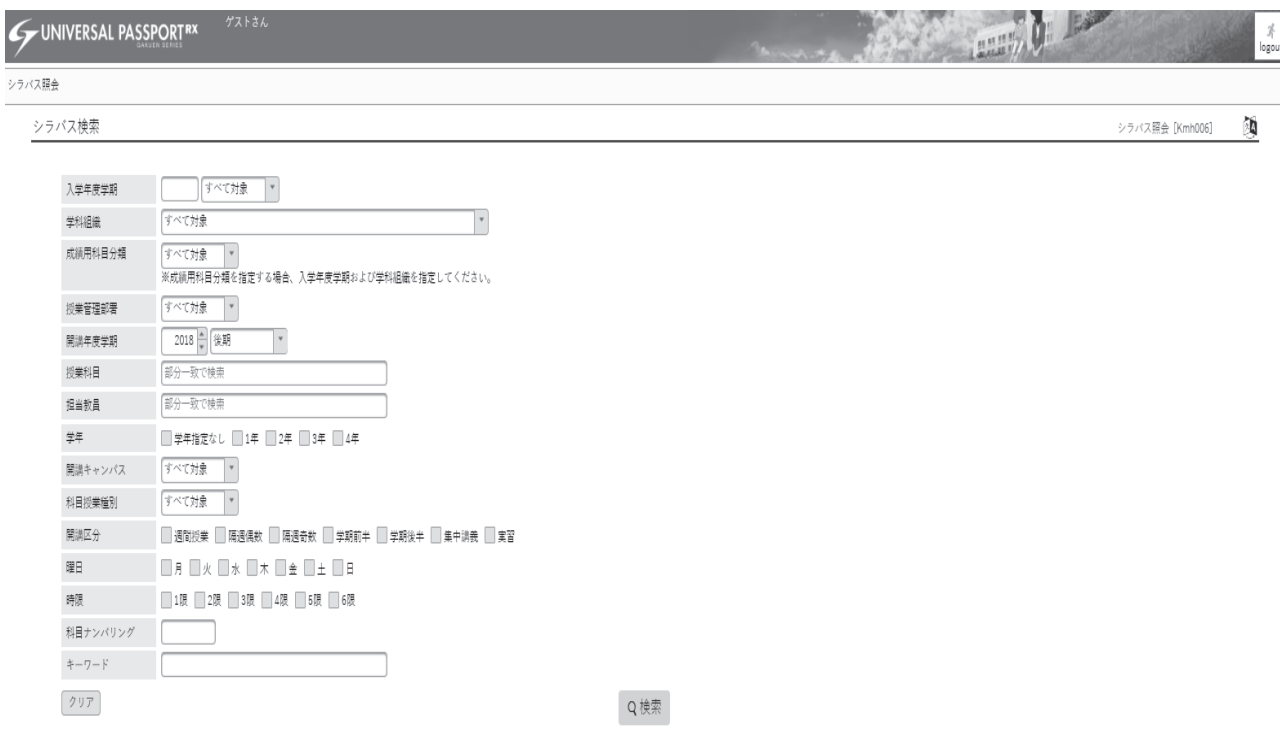 UNIVERSAL PASSPORT RX
GAKUEN SERIES
ゲストさん
logou
シラバス照会
シラバス検索
シラバス照会 [Kmh006]
入学年度学期 すべて対象
学科組織 すべて対象
成績用科目分類 すべて対象
※成績用科目分類を指定する場合、入学年度学期および学科組織を指定してください。
授業管理部署 すべて対象
開講年度学期 2018 後期
授業科目 部分一致で検索
担当教員 部分一致で検索
学年 学年指定なし 1年 2年 3年 4年
開講キャンパス すべて対象
科目授業種別 すべて対象
開講区分 週間授業 隔週偶数 隔週奇数 学期前半 学期後半 集中講義 実習
曜日 月 火 水 木 金 土 日
時限 1限 2限 3限 4限 5限 6限
科目ナンバリング
キーワード
クリア
検索